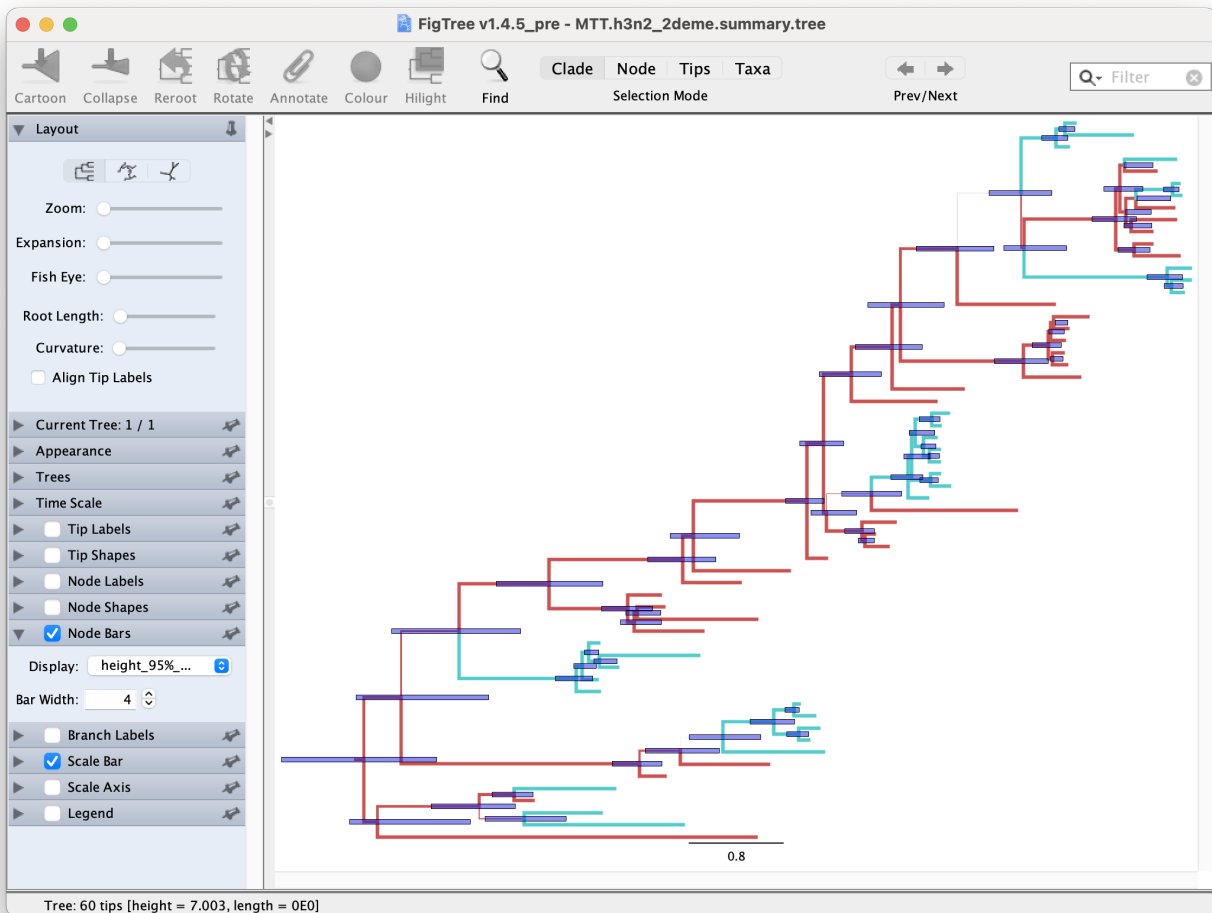 FigTree v1.4.5_pre - MTT.h3n2_2deme.summary.tree
Cartoon Collapse Reroot Rotate Annotate Colour Hilight Find
Clade Node Tips Taxa
Selection Mode
Prev/Next
Filter
Layout
Zoom:
Expansion:
Fish Eye:
Root Length:
Curvature:
Align Tip Labels
Current Tree: 1 / 1
Appearance
Trees
Time Scale
Tip Labels
Tip Shapes
Node Labels
Node Shapes
Node Bars
Display: height_95%_...
Bar Width: 4
Branch Labels
Scale Bar
Scale Axis
Legend
0.8
Tree: 60 tips [height = 7.003, length = 0E0]